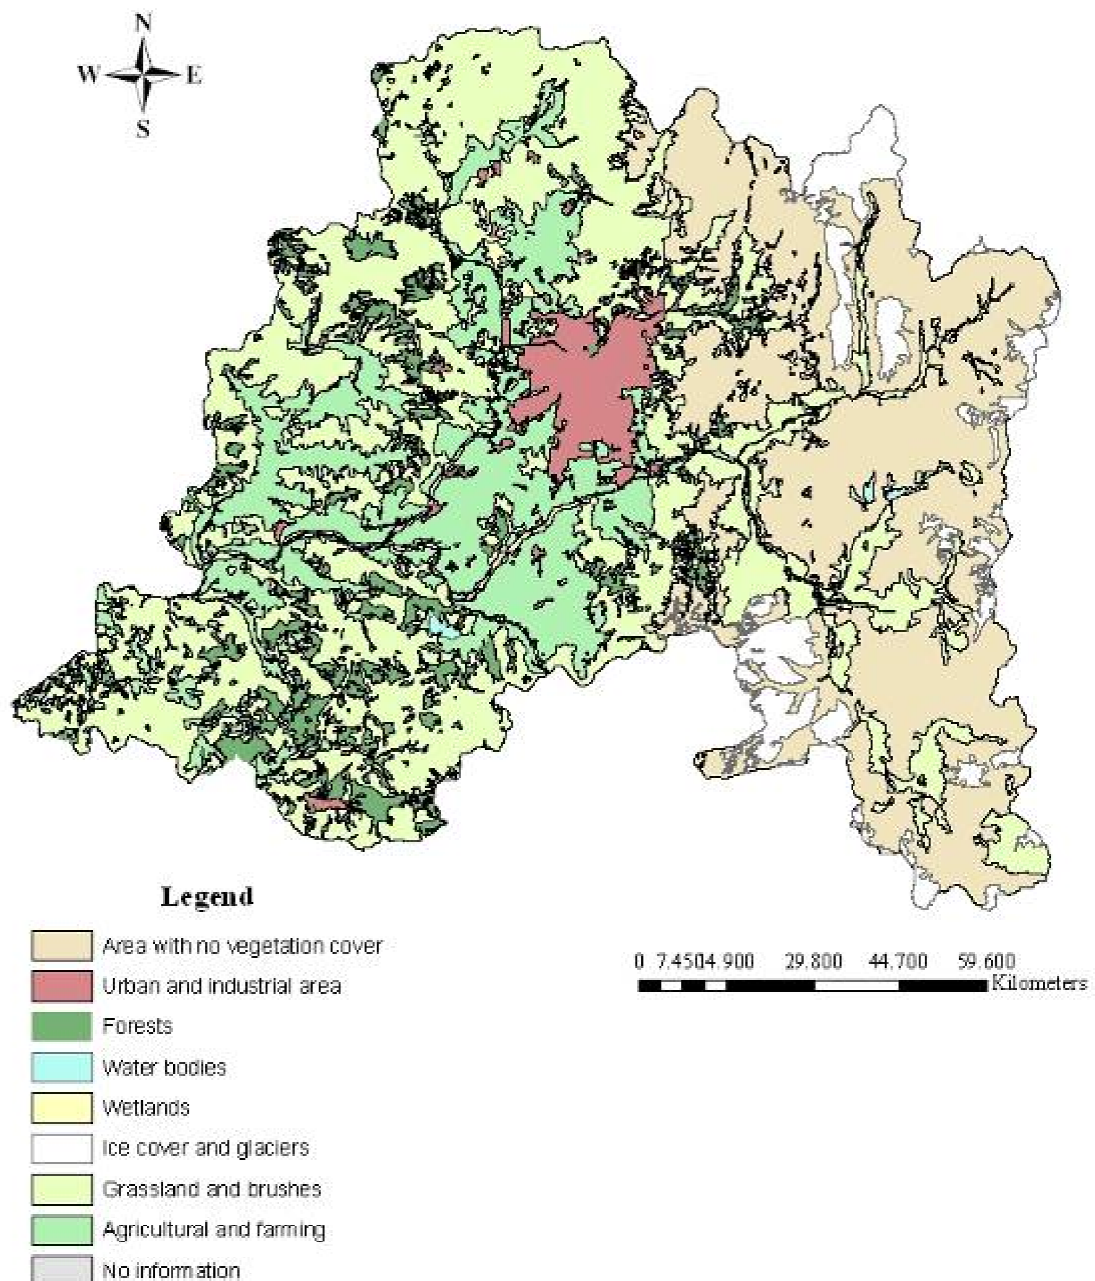 N
W E
S
Legend
Area with no vegetation cover
Urban and industrial area
Forests
Water bodies
Wetlands
Ice cover and glaciers
Grassland and brushes
Agricultural and farming
No information
0 7.45014.900 29.800 44.700 59.600
Kilometers